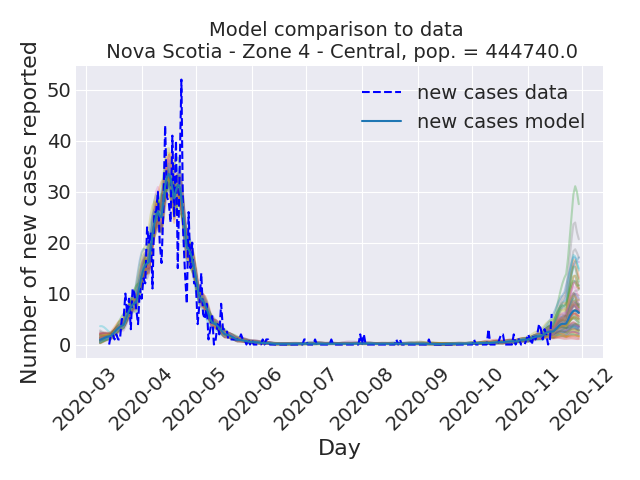 Model comparison to data
Nova Scotia - Zone 4 - Central, pop. = 444740.0
new cases data
new cases model
Number of new cases reported
50
40
30
20
10
0
2020-03
2020-04
2020-05
2020-06
2020-07
2020-08
2020-09
2020-10
2020-11
2020-12
Day